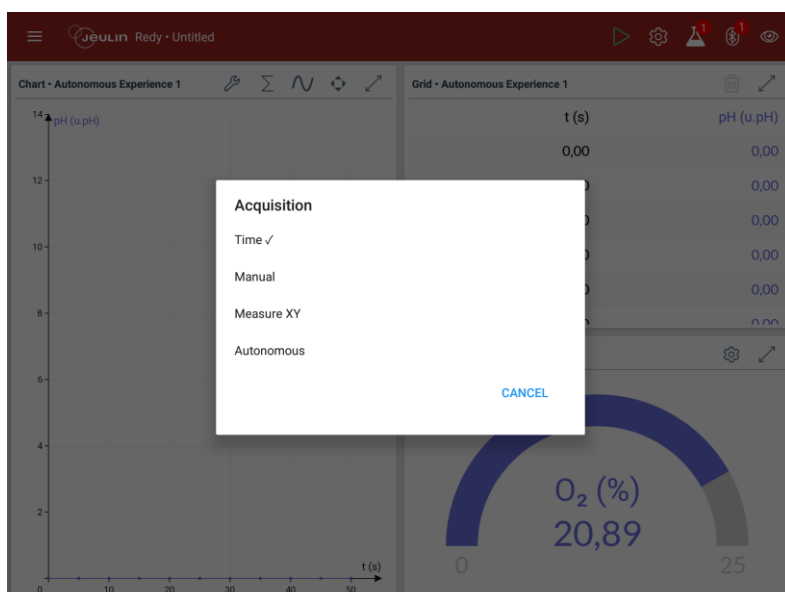 Jeulin Redy • Untitled
1
1
Chart • Autonomous Experience 1
14
pH (u.pH)
12
10
8
6
4
2
0
10
20
30
40
50
t (s)
Grid • Autonomous Experience 1
t (s) pH (u.pH)
0,00 0,00
0,00
0,00
0,00
0,00
0,00
Acquisition
Time ✓
Manual
Measure XY
Autonomous
CANCEL
O₂ (%)
20,89
0
25